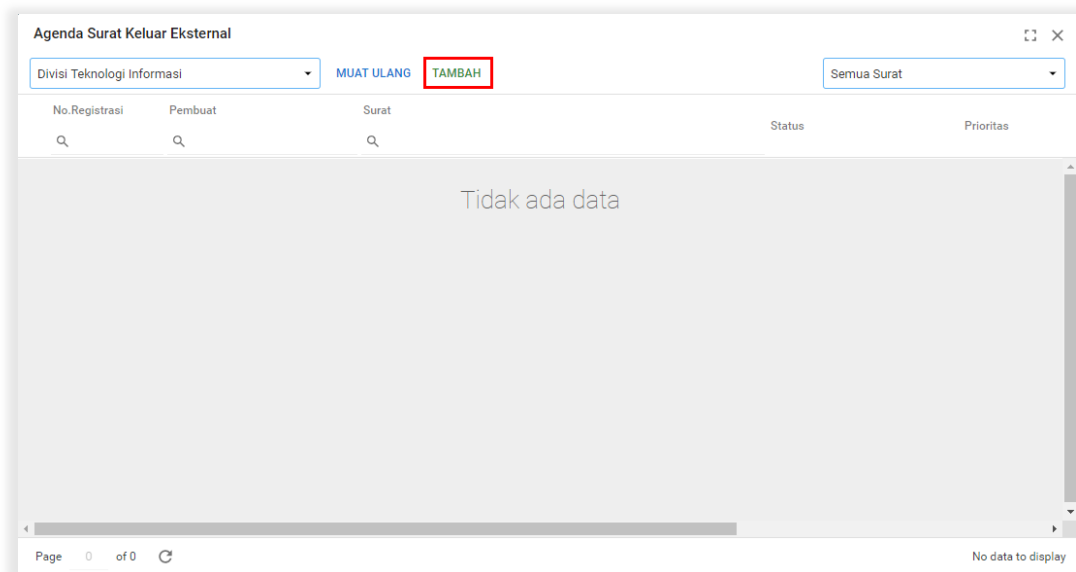 Agenda Surat Keluar Eksternal
Divisi Teknologi Informasi MUAT ULANG TAMBAH Semua Surat
No.Registrasi Pembuat Surat Status Prioritas
Tidak ada data
Page 0 of 0 No data to display